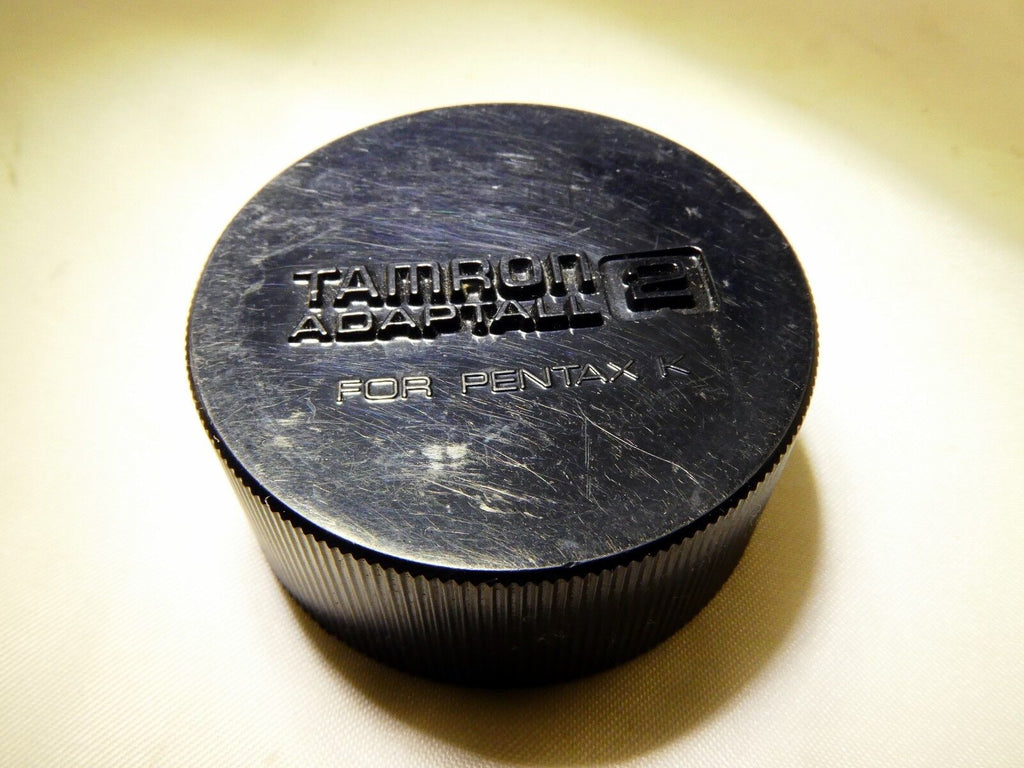 TAMRON
ADAPTALL 2
FOR PENTAX K